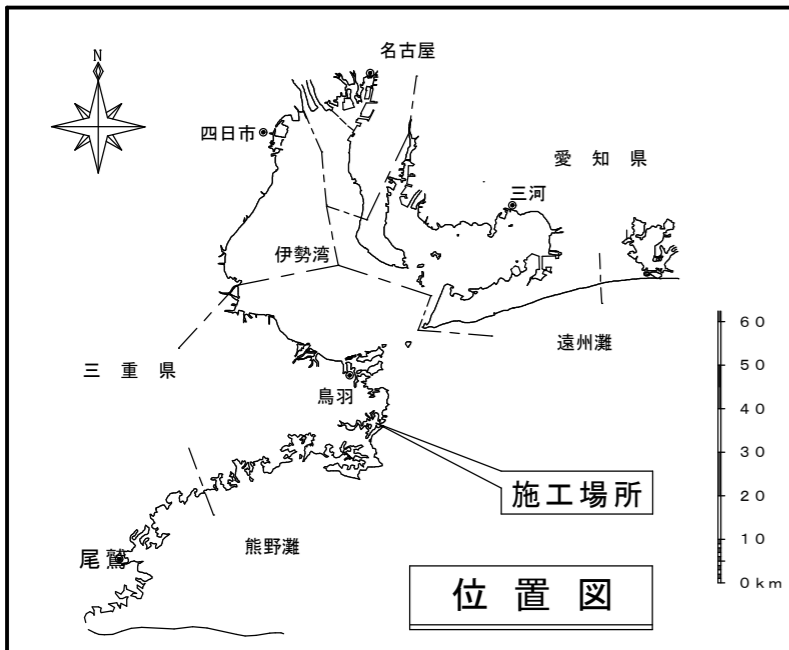 N
名古屋
四日市
愛知県
三河
伊勢湾
遠州灘
三重県
鳥羽
施工場所
熊野灘
尾鷲
位置図
60
50
40
30
20
10
0km